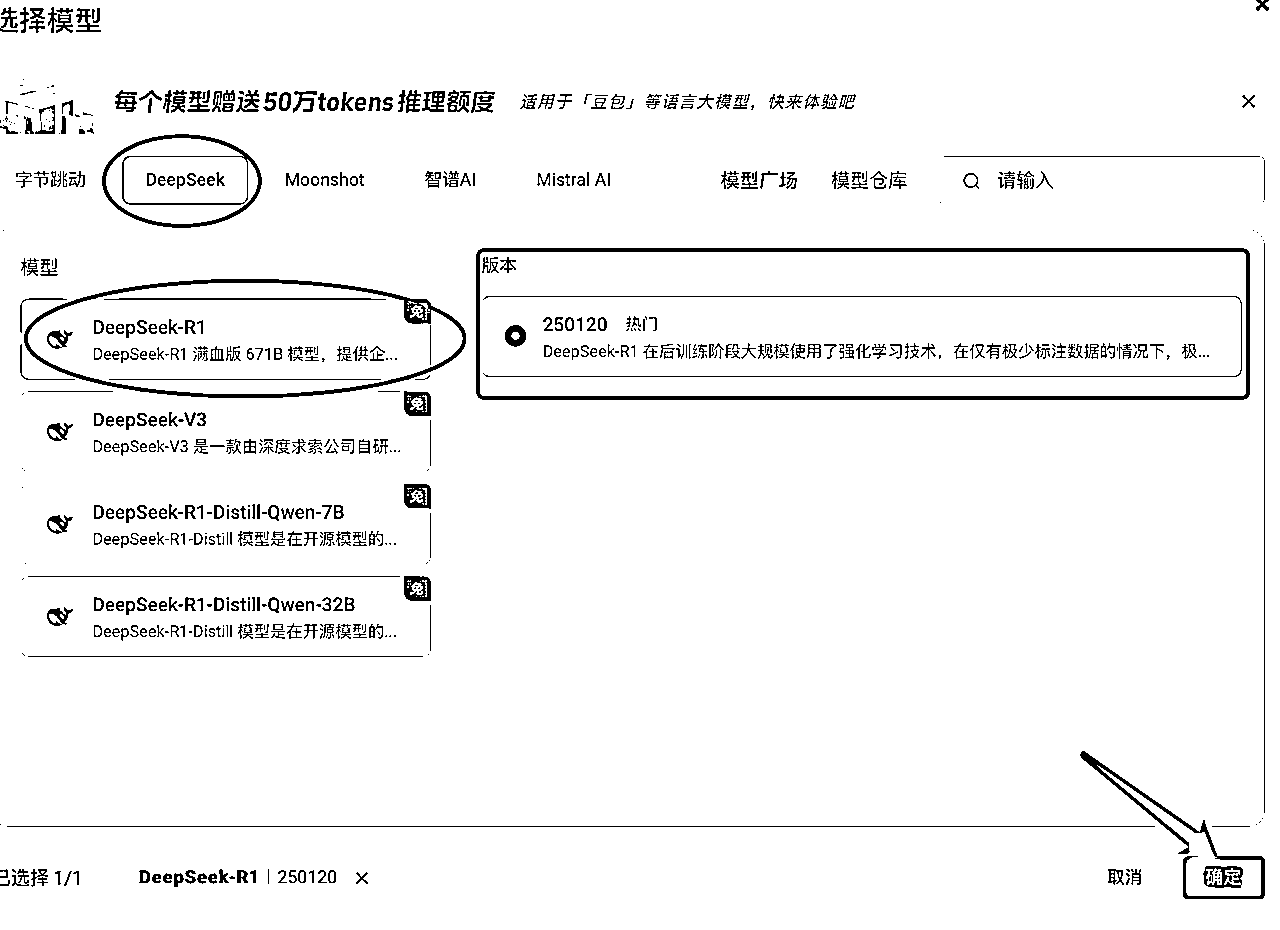 选择模型
每个模型赠送50万tokens推理额度 适用于「豆包」等语言大模型，快来体验吧
字节跳动 DeepSeek Moonshot 智谱AI Mistral AI 模型广场 模型仓库 请输入
模型
免
DeepSeek-R1
DeepSeek-R1 满血版 671B 模型，提供企...
免
DeepSeek-V3
DeepSeek-V3 是一款由深度求索公司自研...
免
DeepSeek-R1-Distill-Qwen-7B
DeepSeek-R1-Distill 模型是在开源模型的...
免
DeepSeek-R1-Distill-Qwen-32B
DeepSeek-R1-Distill 模型是在开源模型的...
版本
250120 热门
DeepSeek-R1 在后训练阶段大规模使用了强化学习技术，在仅有极少标注数据的情况下，极...
已选择 1/1 DeepSeek-R1 | 250120
取消 确定